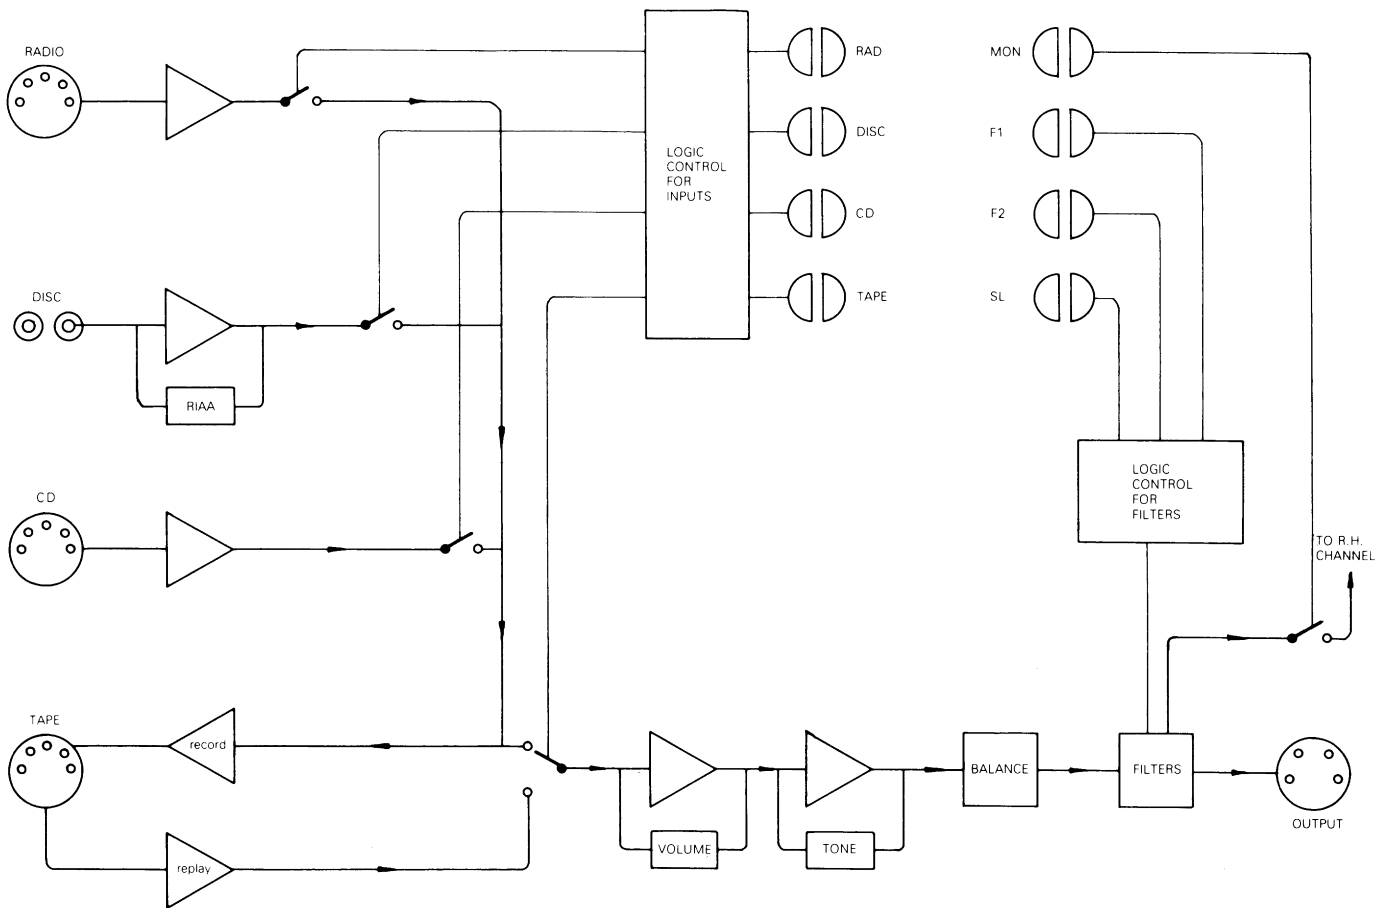 RADIO
RAD
MON
DISC
F1
LOGIC
CONTROL
FOR
INPUTS
CD
F2
DISC
TAPE
SL
RIAA
LOGIC
CONTROL
FOR
FILTERS
CD
TO R.H.
CHANNEL
TAPE
record
BALANCE
FILTERS
OUTPUT
VOLUME
TONE
replay